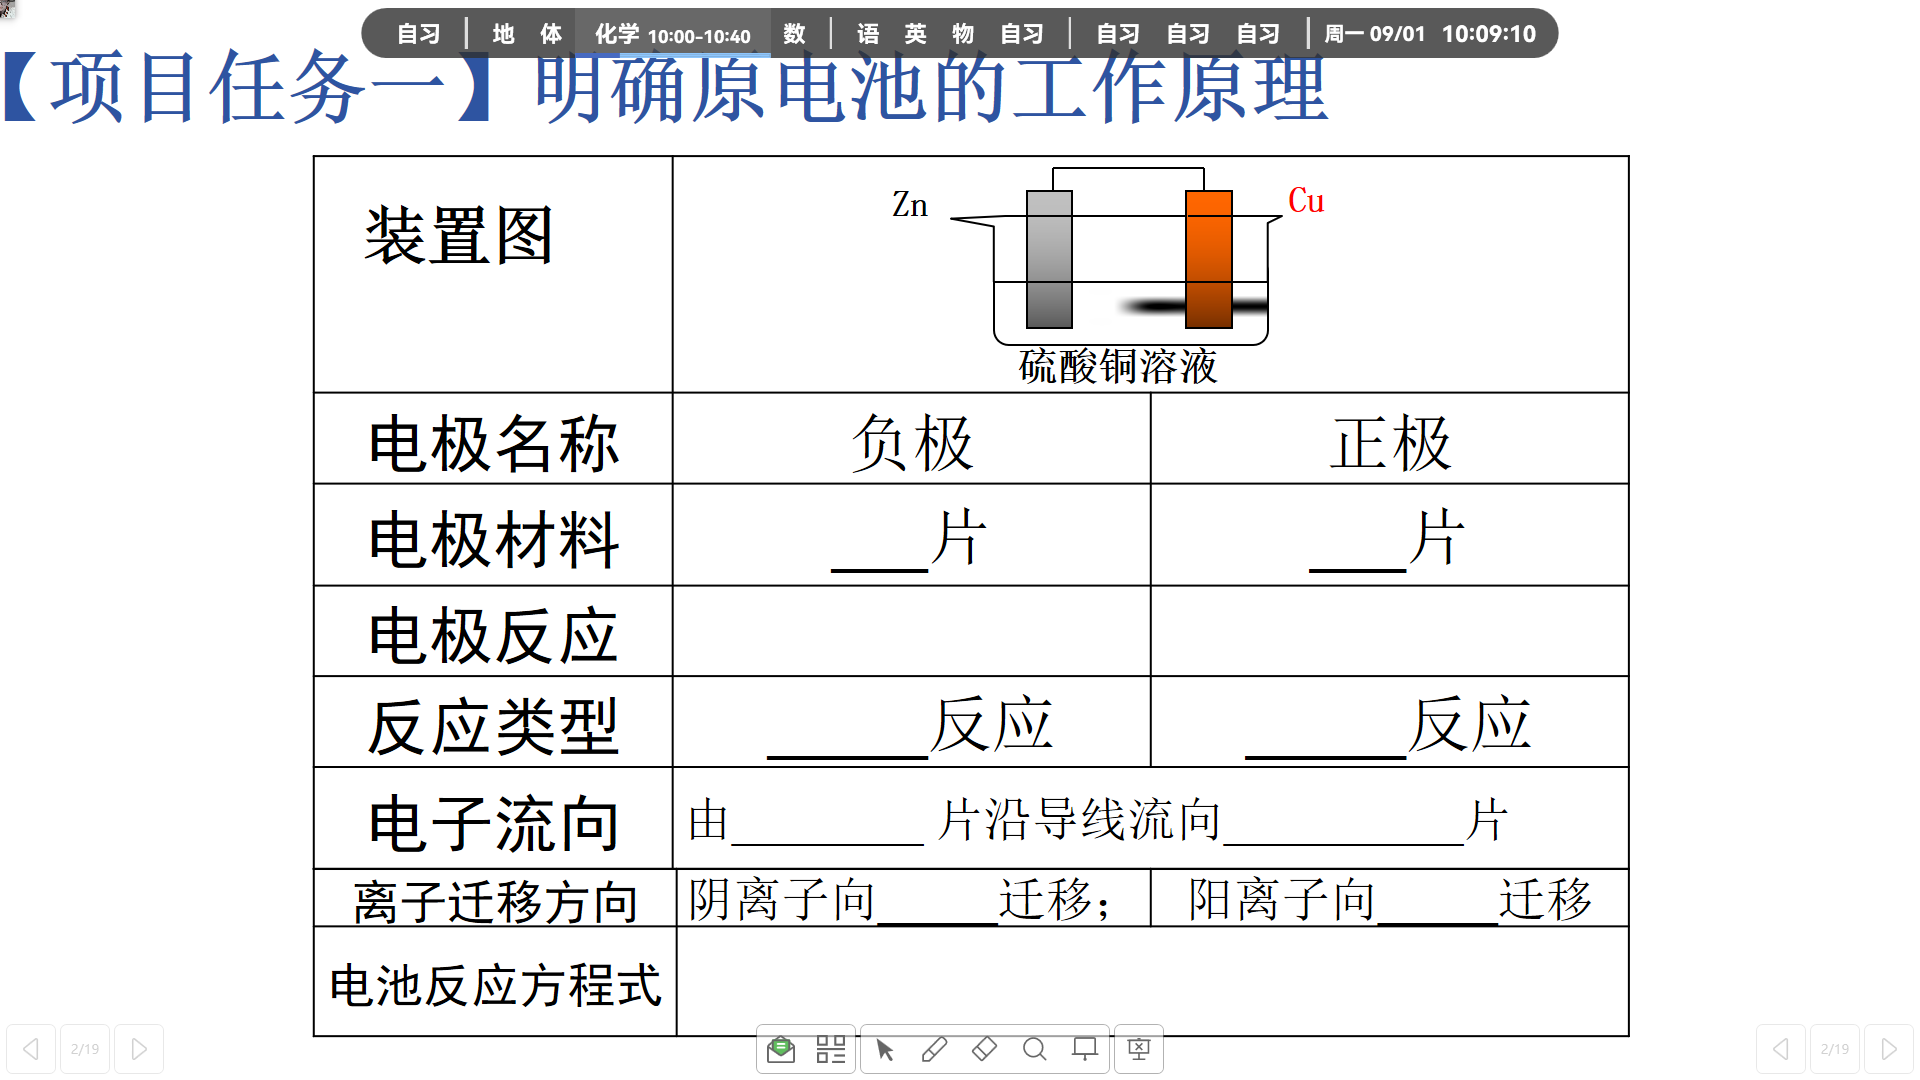 自习 | 地 体 化学 10:00-10:40 数 | 语 英 物 自习 | 自习 自习 自习 | 周一 09/01 10:09:10
【项目任务一】明确原电池的工作原理
装置图
Zn
Cu
硫酸铜溶液
电极名称 负极 正极
电极材料 ___片 ___片
电极反应
反应类型 _____反应 _____反应
电子流向 由________ 片沿导线流向__________片
离子迁移方向 阴离子向_____迁移; 阳离子向_____迁移
电池反应方程式
2/19
2/19